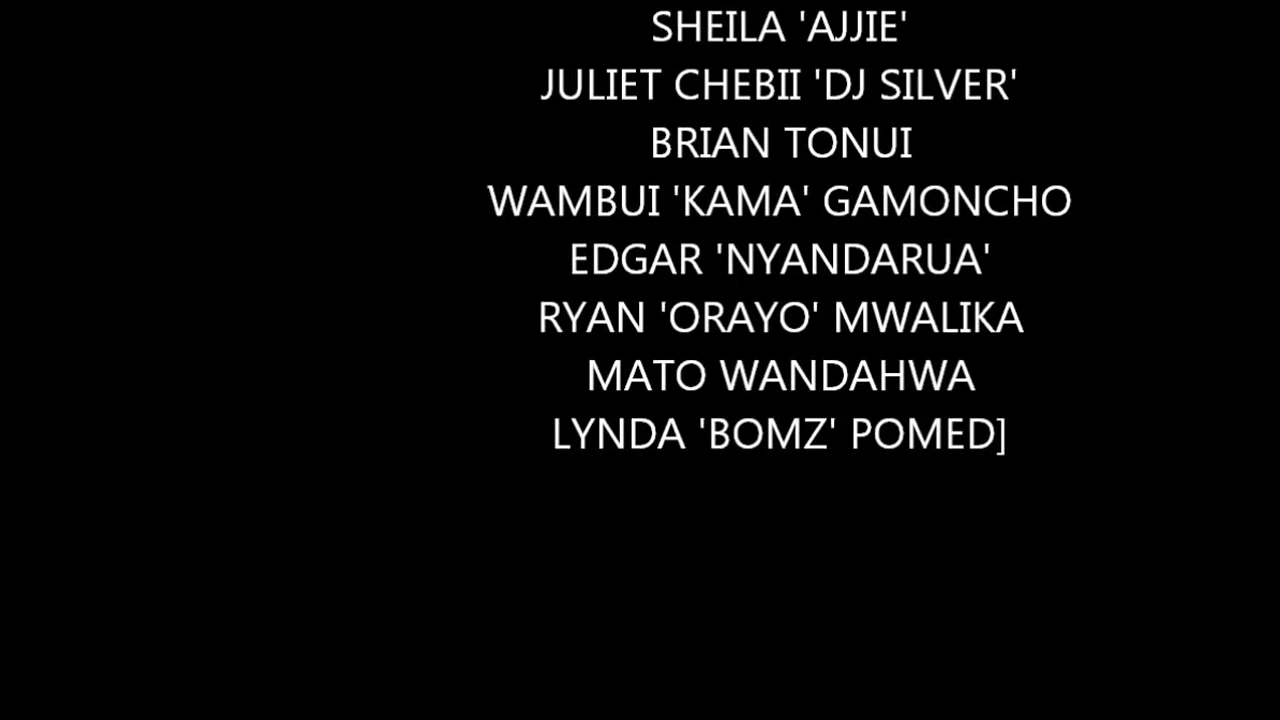 SHEILA 'AJJIE'
JULIET CHEBII 'DJ SILVER'
BRIAN TONUI
WAMBUI 'KAMA' GAMONCHO
EDGAR 'NYANDARUA'
RYAN 'ORAYO' MWALIKA
MATO WANDAHWA
LYNDA 'BOMZ' POMED]